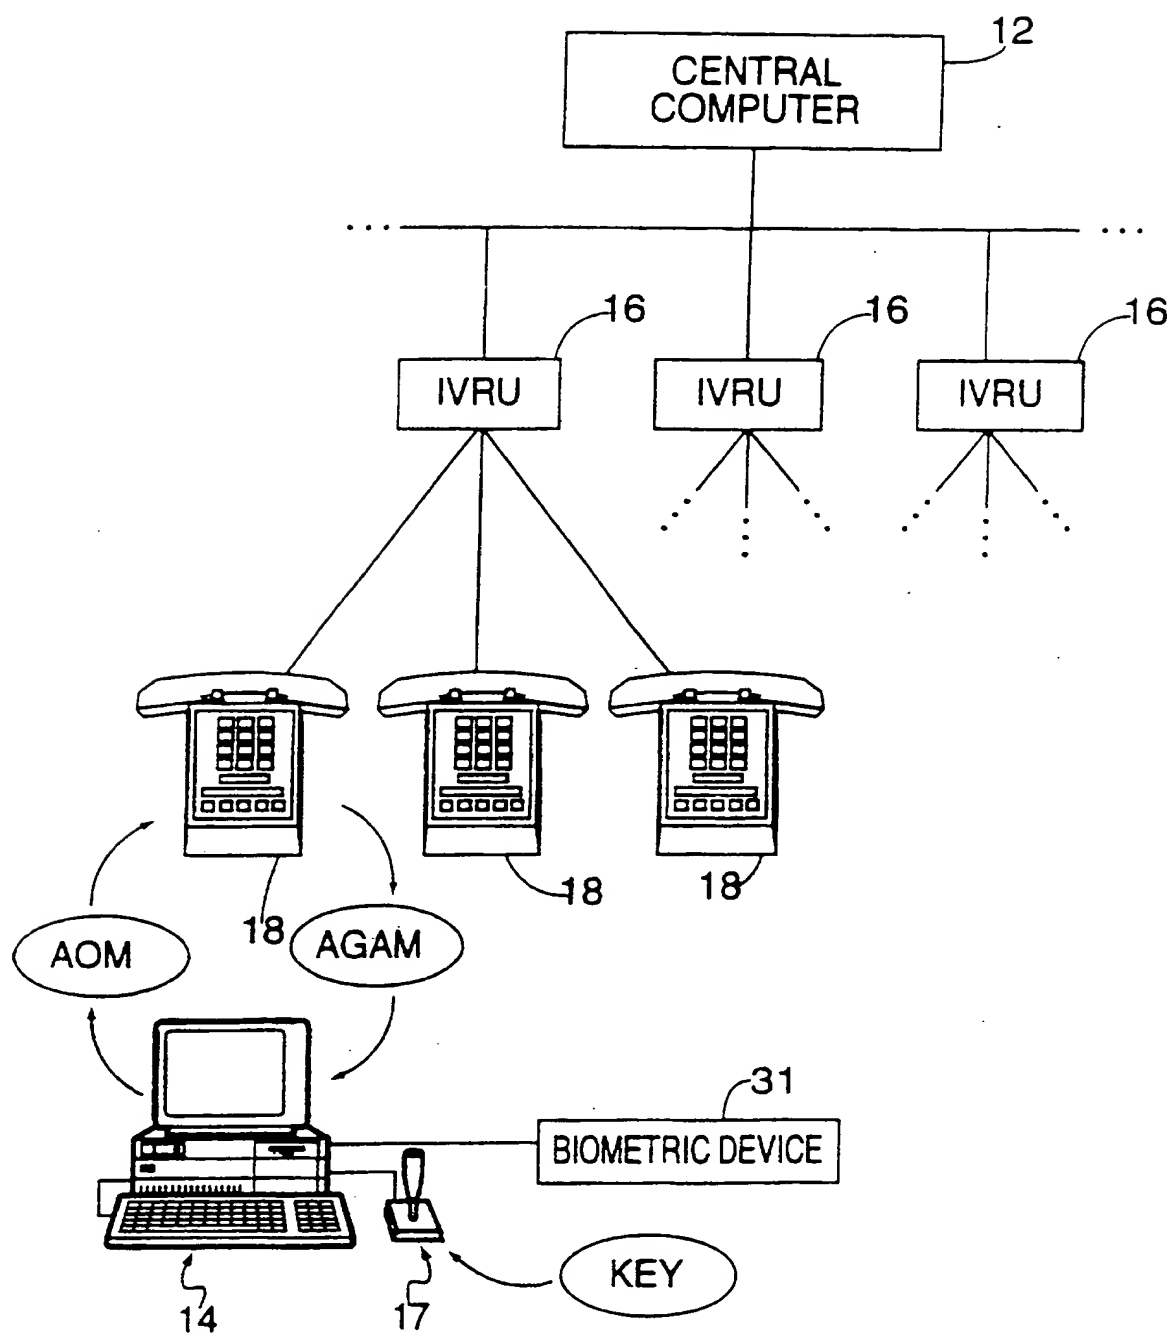 12
CENTRAL
COMPUTER
16
16
16
IVRU
IVRU
IVRU
18
18
18
AOM
AGAM
31
BIOMETRIC DEVICE
KEY
14
17